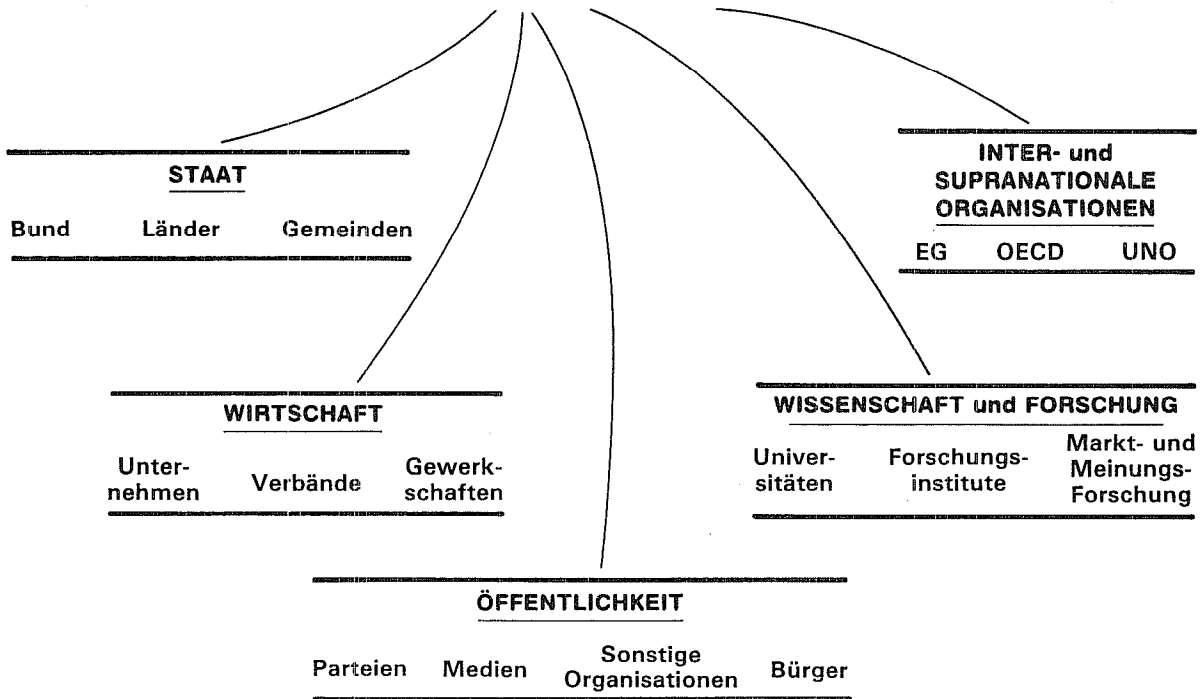 STAAT
Bund Länder Gemeinden
INTER- und
SUPRANATIONALE
ORGANISATIONEN
EG OECD UNO
WIRTSCHAFT
Unter-
nehmen
Verbände
Gewerk-
schaften
WISSENSCHAFT und FORSCHUNG
Univer-
sitäten
Forschungs-
institute
Markt- und
Meinungs-
Forschung
ÖFFENTLICHKEIT
Parteien
Medien
Sonstige
Organisationen
Bürger